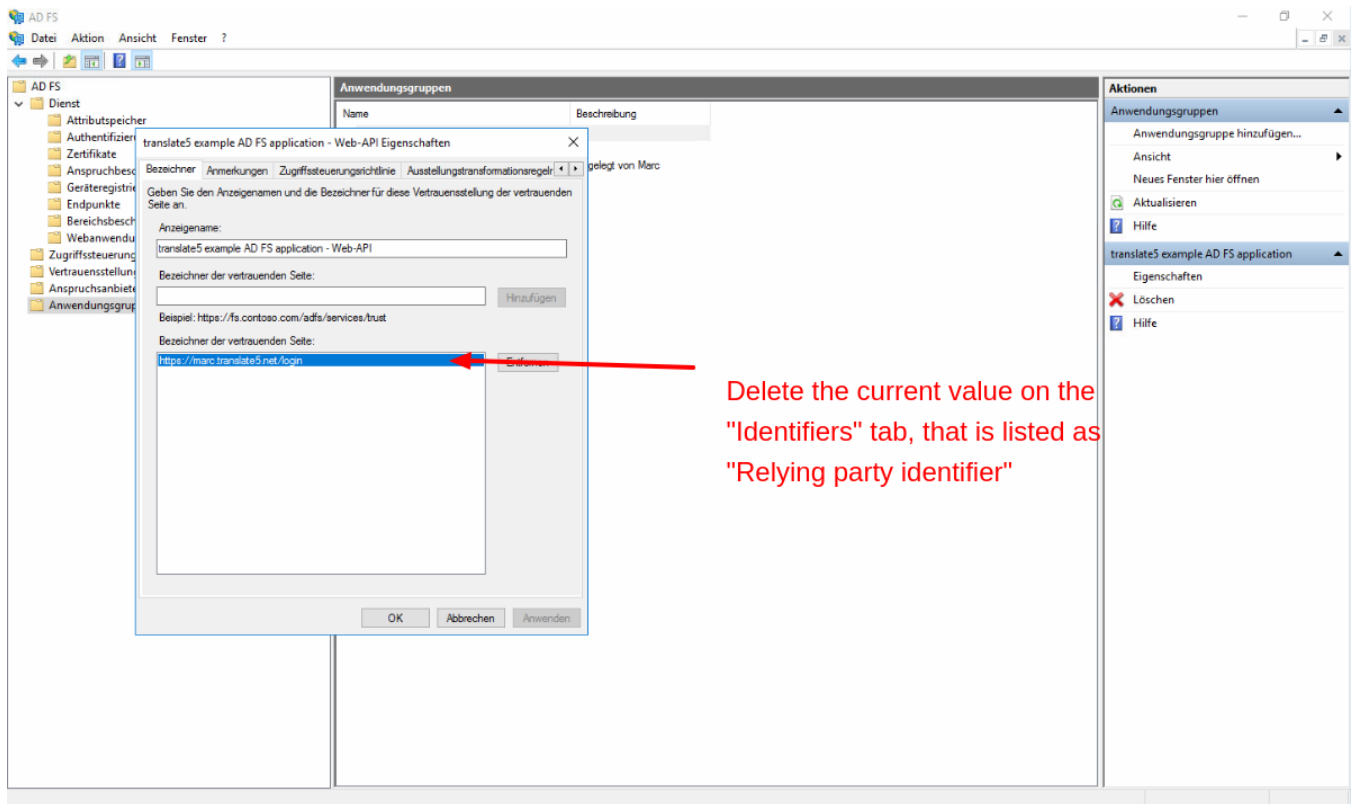 AD FS
Datei Aktion Ansicht Fenster ?
AD FS
Dienst
Attributspeicher
Zertifikate
Endpunkte
Anwendungsgruppen
Name Beschreibung
gelegt von Marc
translate5 example AD FS application - Web-API Eigenschaften
Bezeichner Anmerkungen Zugriffssteuerungsrichtlinie Ausstellungstransformationsregelr
Geben Sie den Anzeigenamen und die Bezeichner für diese Vertrauensstellung der vertrauenden
Seite an.
Anzeigename:
translate5 example AD FS application - Web-API
Bezeichner der vertrauenden Seite:
Hinzufügen
Beispiel: https://fs.contoso.com/adfs/services/trust
Bezeichner der vertrauenden Seite:
https://marc.translate5.net/login
Entfernen
OK Abbrechen Anwenden
Delete the current value on the
"Identifiers" tab, that is listed as
"Relying party identifier"
Aktionen
Anwendungsgruppen
Anwendungsgruppe hinzufügen...
Ansicht
Neues Fenster hier öffnen
Aktualisieren
Hilfe
translate5 example AD FS application
Eigenschaften
Löschen
Hilfe